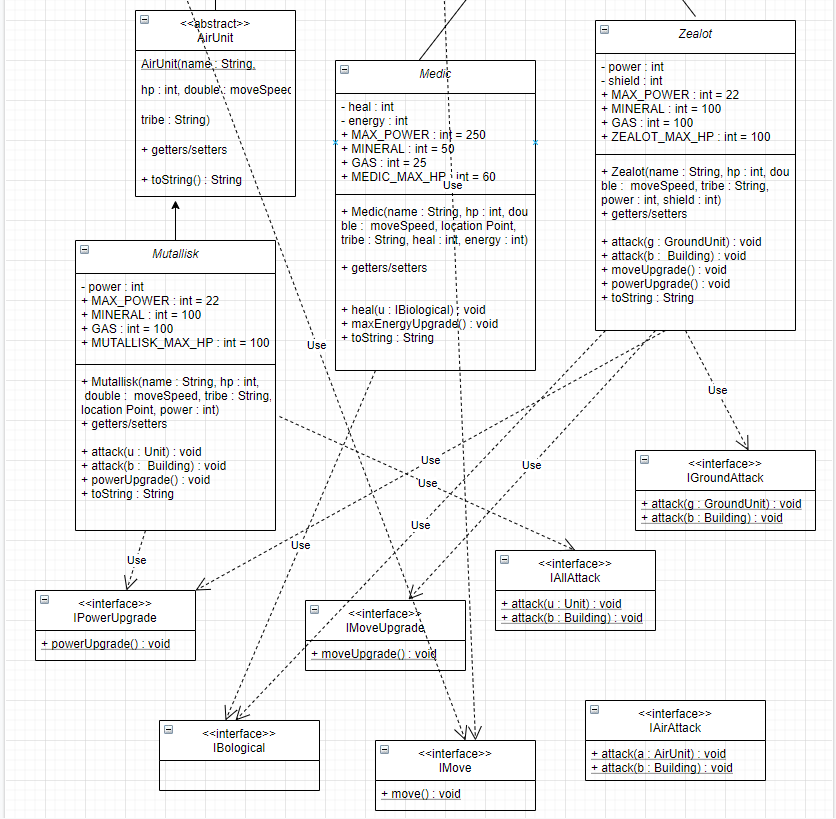 <<abstract>>
AirUnit
AirUnit(name : String,
hp : int, double : moveSpeed
tribe : String)
+ getters/setters
+ toString() : String
Medic
- heal : int
- energy : int
+ MAX_POWER : int = 250
+ MINERAL : int = 50
+ GAS : int = 25
+ MEDIC_MAX_HP : int = 60
Use
+ Medic(name : String, hp : int, dou
ble : moveSpeed, location Point,
tribe : String, heal : int, energy : int)
+ getters/setters
+ heal(u : IBiological) : void
+ maxEnergyUpgrade() : void
+ toString : String
Zealot
- power : int
- shield : int
+ MAX_POWER : int = 22
+ MINERAL : int = 100
+ GAS : int = 100
+ ZEALOT_MAX_HP : int = 100
+ Zealot(name : String, hp : int, dou
ble : moveSpeed, tribe : String,
power : int, shield : int)
+ getters/setters
+ attack(g : GroundUnit) : void
+ attack(b : Building) : void
+ moveUpgrade() : void
+ powerUpgrade() : void
+ toString : String
Mutallisk
- power : int
+ MAX_POWER : int = 22
+ MINERAL : int = 100
+ GAS : int = 100
+ MUTALLISK_MAX_HP : int = 100
+ Mutallisk(name : String, hp : int,
double : moveSpeed, tribe : String,
location Point, power : int)
+ getters/setters
+ attack(u : Unit) : void
+ attack(b : Building) : void
+ powerUpgrade() : void
+ toString : String
Use
Use
Use
Use
Use
Use
Use
Use
<<interface>>
IGroundAttack
+ attack(g : GroundUnit) : void
+ attack(b : Building) : void
<<interface>>
IAllAttack
+ attack(u : Unit) : void
+ attack(b : Building) : void
<<interface>>
IPowerUpgrade
+ powerUpgrade() : void
<<interface>>
IMoveUpgrade
+ moveUpgrade() : void
<<interface>>
IBological
<<interface>>
IMove
+ move() : void
<<interface>>
IAirAttack
+ attack(a : AirUnit) : void
+ attack(b : Building) : void